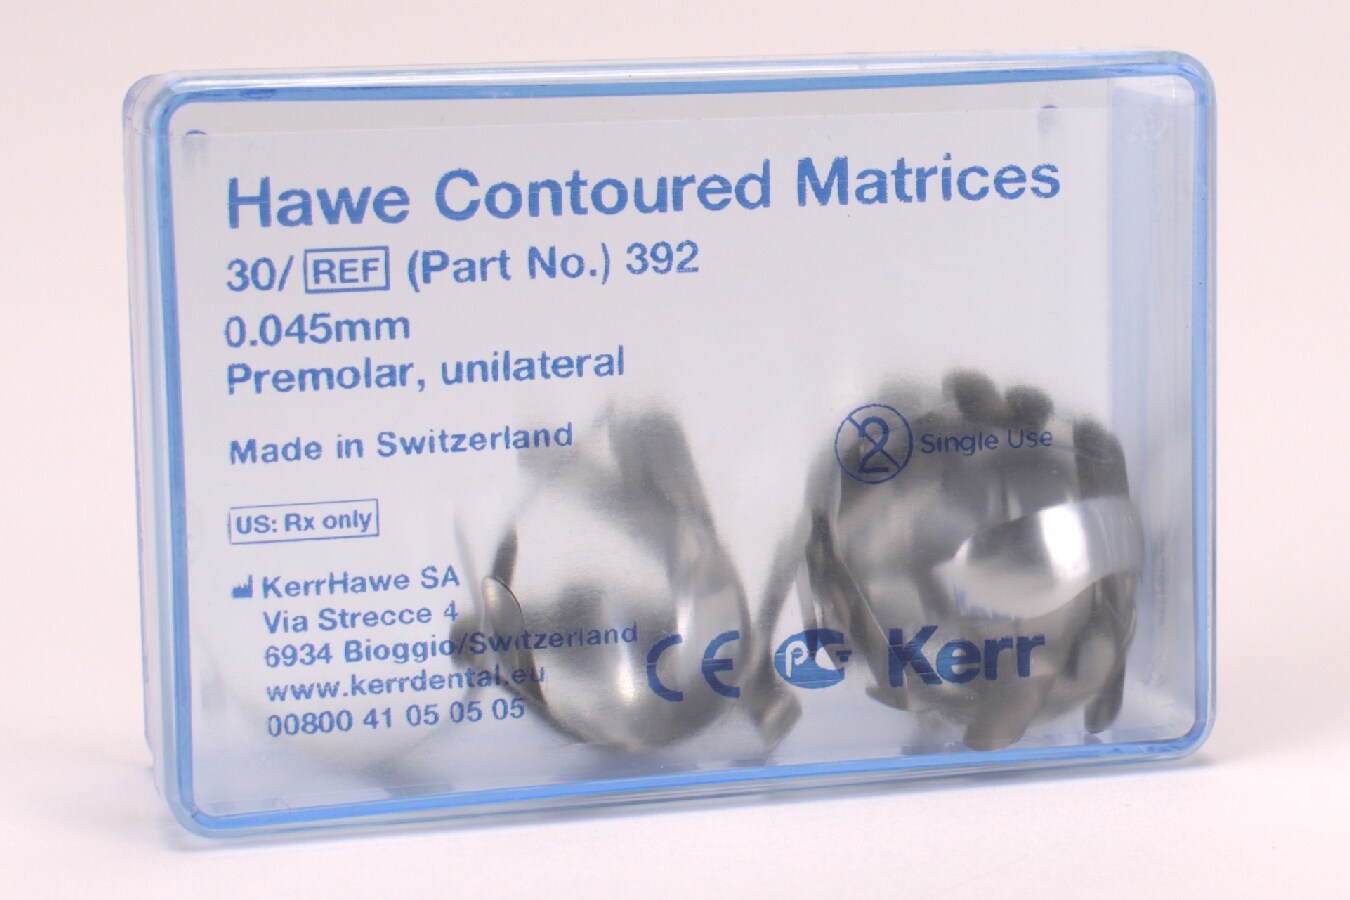 Hawe Contoured Matrices
30/ REF (Part No.) 392
0.045mm
Premolar, unilateral
Made in Switzerland
2 Single Use
US: Rx only
KerrHawe SA
Via Strecce 4
6934 Bioggio/Switzerland
www.kerrdental.eu
00800 41 05 05 05
CE PG Kerr